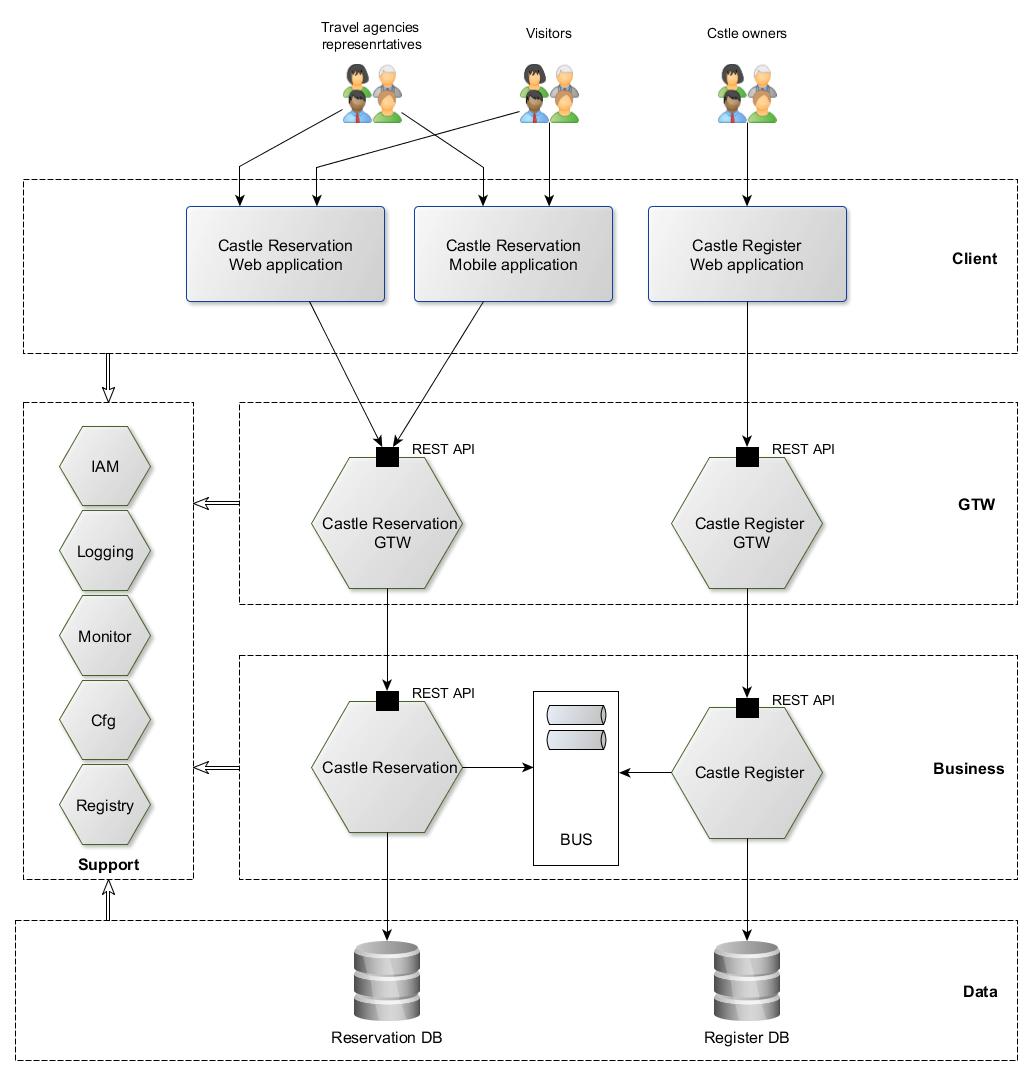 Travel agencies
represenrtatives
Visitors
Cstle owners
Castle Reservation
Web application
Castle Reservation
Mobile application
Castle Register
Web application
Client
IAM
Logging
Monitor
Cfg
Registry
Support
REST API
Castle Reservation
GTW
REST API
Castle Register
GTW
GTW
REST API
Castle Reservation
BUS
REST API
Castle Register
Business
Reservation DB
Register DB
Data